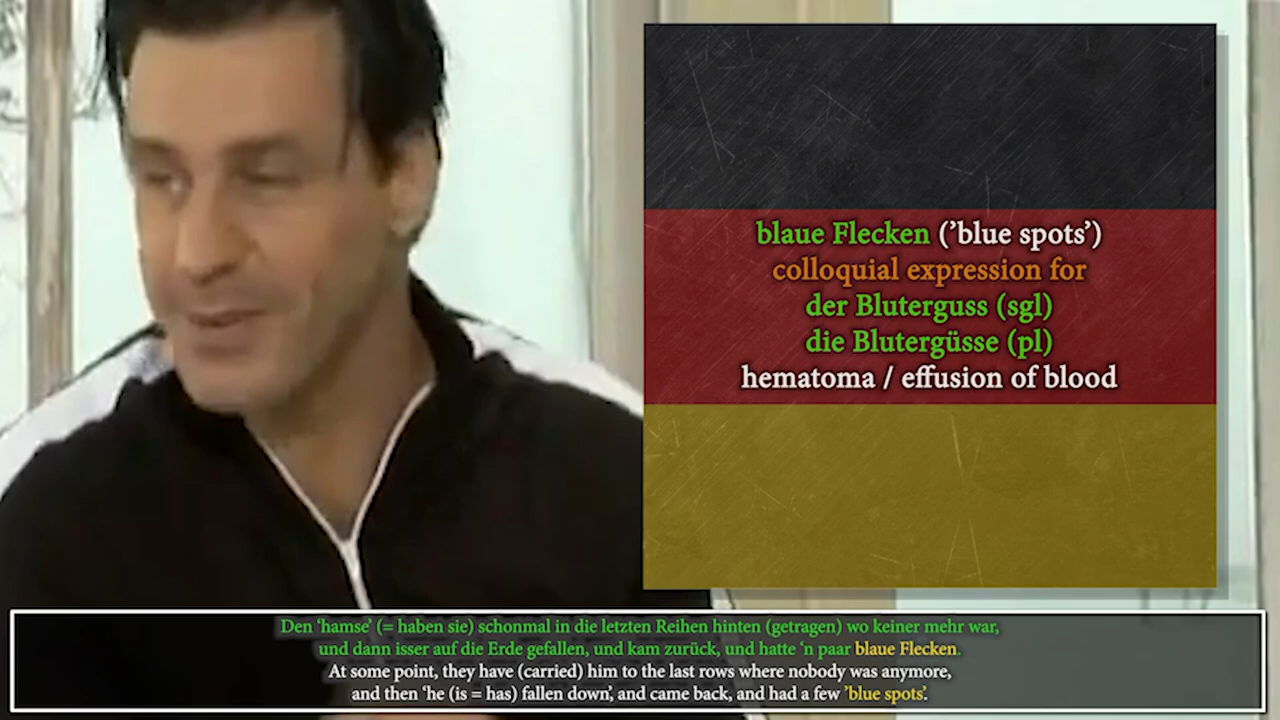 blaue Flecken (’blue spots’)
colloquial expression for
der Bluterguss (sgl)
die Blutergüsse (pl)
hematoma / effusion of blood
Den ‘hamse’ (= haben sie) schonmal in die letzten Reihen hinten (getragen) wo keiner mehr war,
und dann isser auf die Erde gefallen, und kam zurück, und hatte ‘n paar blaue Flecken.
At some point, they have (carried) him to the last rows where nobody was anymore,
and then ‘he (is = has) fallen down’, and came back, and had a few ’blue spots’.